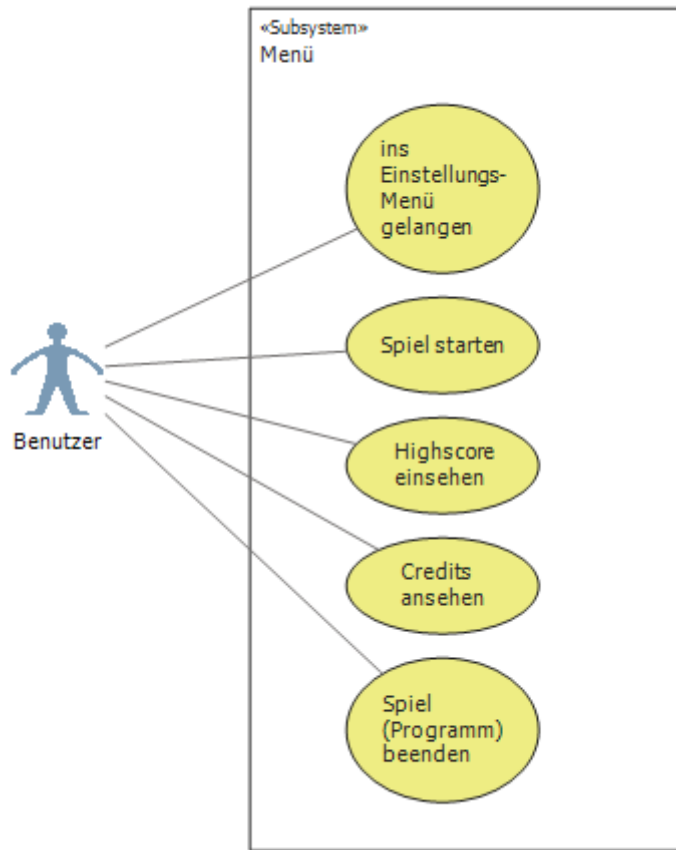 «Subsystem»
Menü
ins
Einstellungs-
Menü
gelangen
Spiel starten
Benutzer
Highscore
einsehen
Credits
ansehen
Spiel
(Programm)
beenden